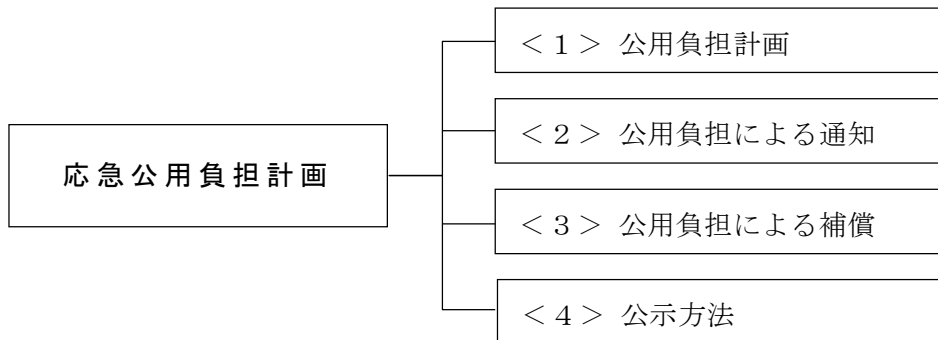 応急公用負担計画
＜１＞ 公用負担計画
＜２＞ 公用負担による通知
＜３＞ 公用負担による補償
＜４＞ 公示方法